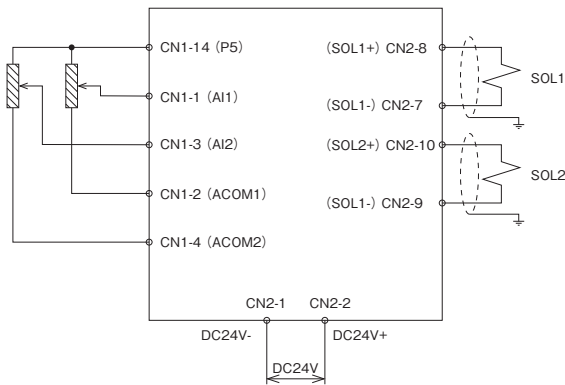 CN1-14 (P5)
CN1-1 (AI1)
CN1-3 (AI2)
CN1-2 (ACOM1)
CN1-4 (ACOM2)
(SOL1+) CN2-8
(SOL1-) CN2-7
(SOL2+) CN2-10
(SOL1-) CN2-9
SOL1
SOL2
CN2-1 CN2-2
DC24V- DC24V+
DC24V